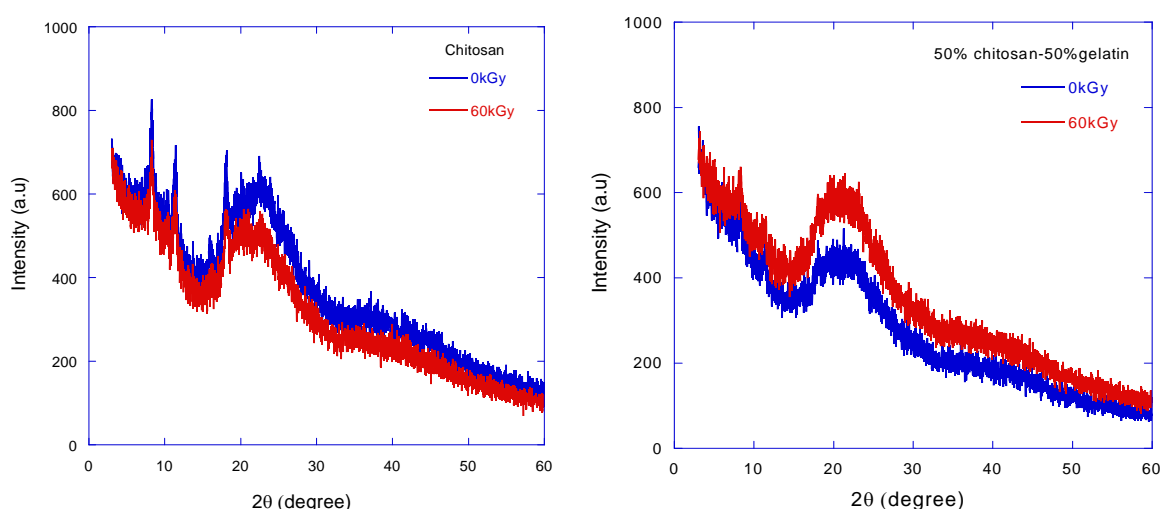 1000
800
600
400
200
0
0 10 20 30 40 50 60
Intensity (a.u)
2θ (degree)
Chitosan
0kGy
60kGy
1000
800
600
400
200
0
0 10 20 30 40 50 60
Intensity (a.u)
2θ (degree)
50% chitosan-50%gelatin
0kGy
60kGy